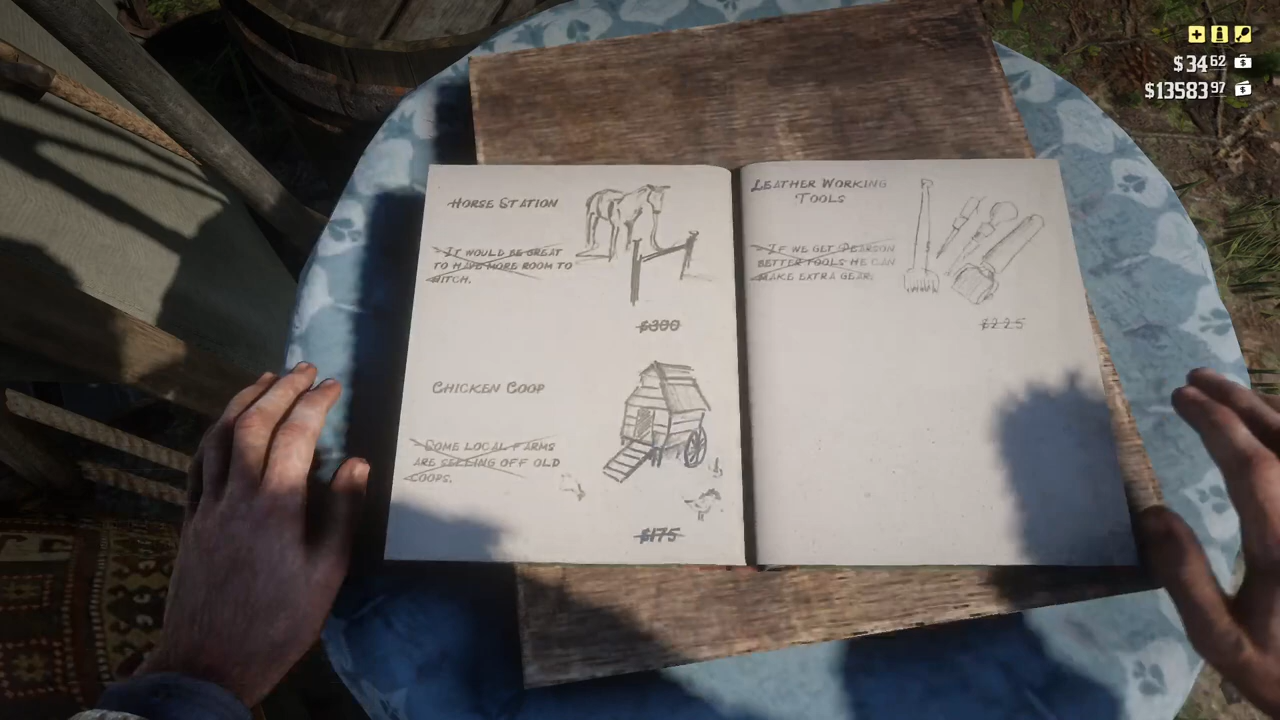 $34 62
$13583 97
HORSE STATION
- IT WOULD BE GREAT
TO HAVE MORE ROOM TO
HITCH.
$300
CHICKEN COOP
- SOME LOCAL FARMS
ARE SELLING OFF OLD
COOPS.
$175
LEATHER WORKING
TOOLS
- IF WE GET PEARSON
BETTER TOOLS HE CAN
MAKE EXTRA GEAR.
$225